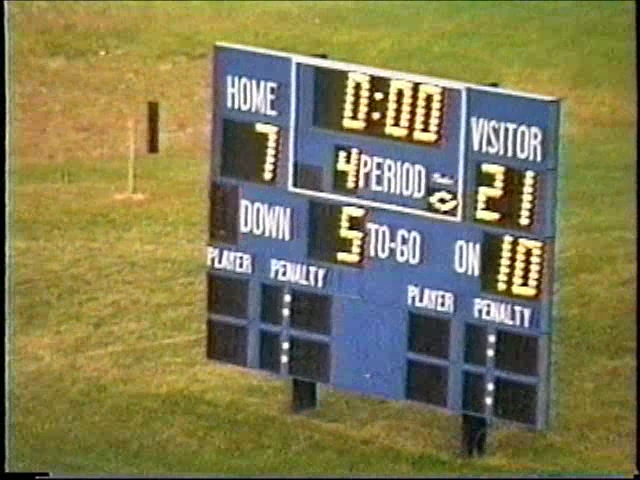 HOME 0:00 VISITOR
7 4 PERIOD 21
DOWN 5 TO-GO ON 10
PLAYER PENALTY PLAYER PENALTY